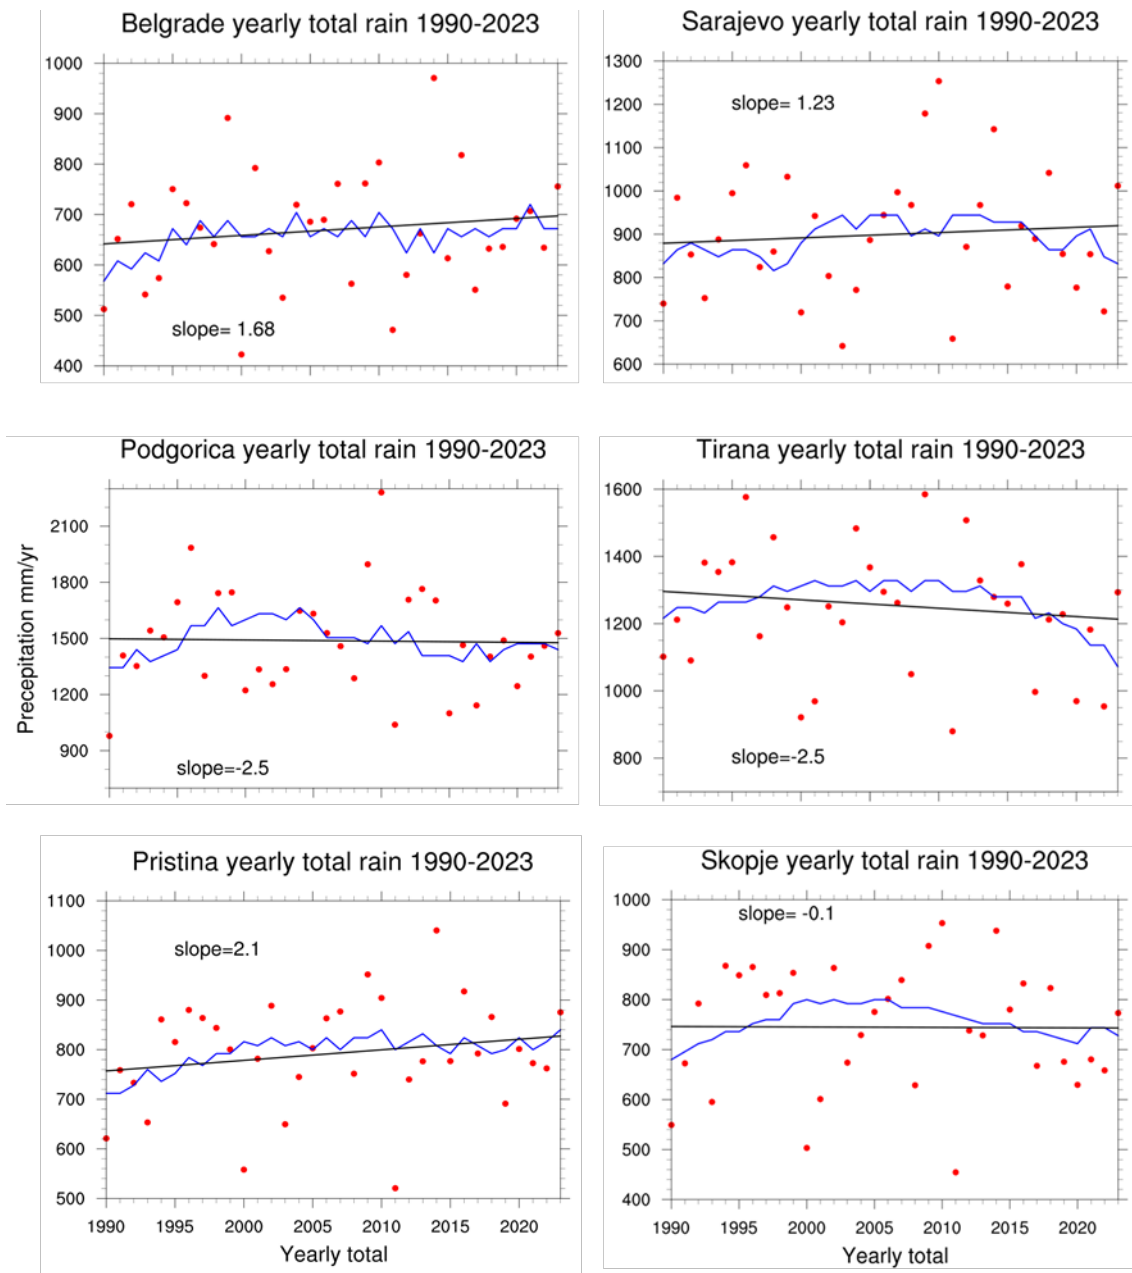 Belgrade yearly total rain 1990-2023
1000
900
800
700
600
500
400
slope= 1.68
Sarajevo yearly total rain 1990-2023
1300
1200
1100
1000
900
800
700
600
slope= 1.23
Podgorica yearly total rain 1990-2023
Precepitation mm/yr
2100
1800
1500
1200
900
slope=-2.5
Tirana yearly total rain 1990-2023
1600
1400
1200
1000
800
slope=-2.5
Pristina yearly total rain 1990-2023
1100
1000
900
800
700
600
500
slope=2.1
1990 1995 2000 2005 2010 2015 2020
Yearly total
Skopje yearly total rain 1990-2023
1000
900
800
700
600
500
400
slope= -0.1
1990 1995 2000 2005 2010 2015 2020
Yearly total